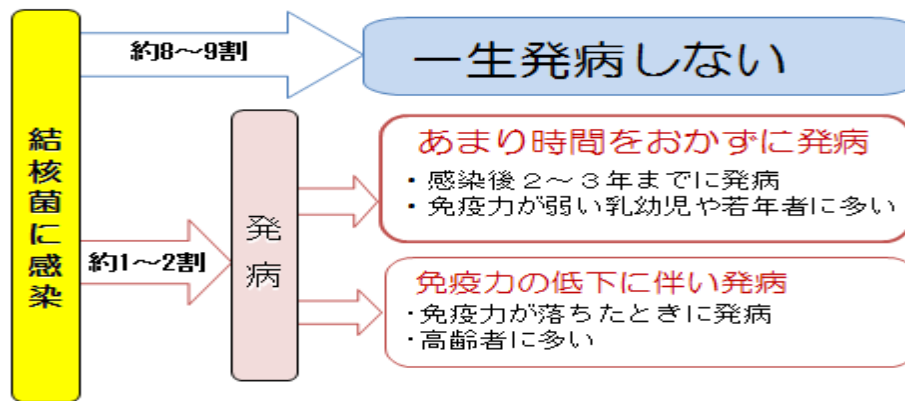 結核菌に感染
約8～9割
一生発病しない
約1～2割
発病
あまり時間をおかずに発病
・感染後２～３年までに発病
・免疫力が弱い乳幼児や若年者に多い
免疫力の低下に伴い発病
・免疫力が落ちたときに発病
・高齢者に多い